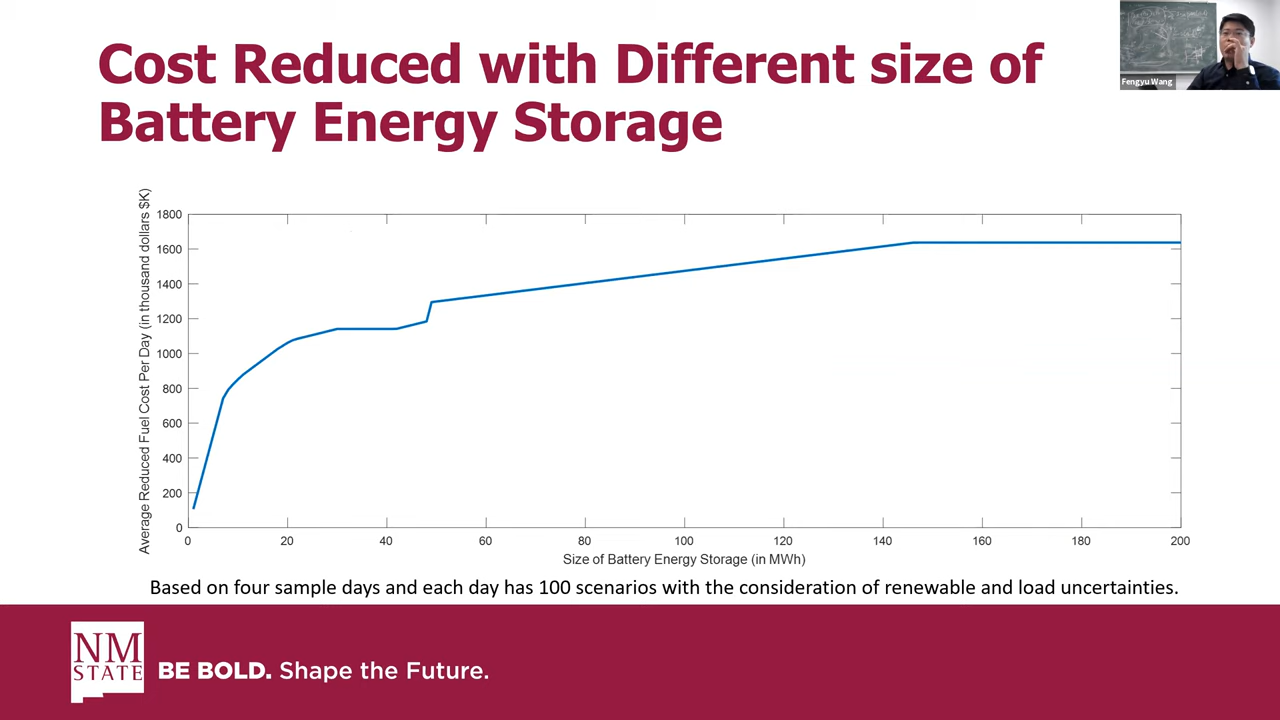 Cost Reduced with Different size of
Battery Energy Storage
Fengyu Wang
Average Reduced Fuel Cost Per Day (in thousand dollars $K)
1800
1600
1400
1200
1000
800
600
400
200
0
0 20 40 60 80 100 120 140 160 180 200
Size of Battery Energy Storage (in MWh)
Based on four sample days and each day has 100 scenarios with the consideration of renewable and load uncertainties.
NM
STATE
BE BOLD. Shape the Future.